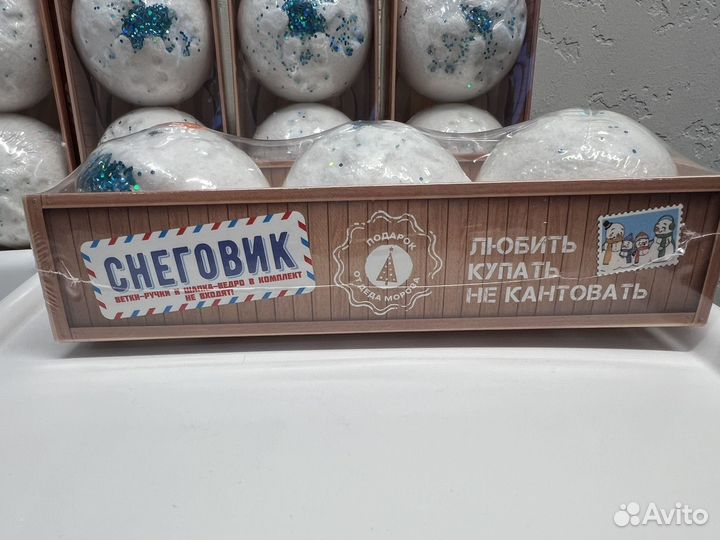 СНЕГОВИК
ВЕТКИ-РУЧКИ И ШАПКА-ВЕДРО В КОМПЛЕКТ
НЕ ВХОДЯТ!
ПОДАРОК
ОТ ДЕДА МОРОЗА
ЛЮБИТЬ
КУПАТЬ
НЕ КАНТОВАТЬ
Avito